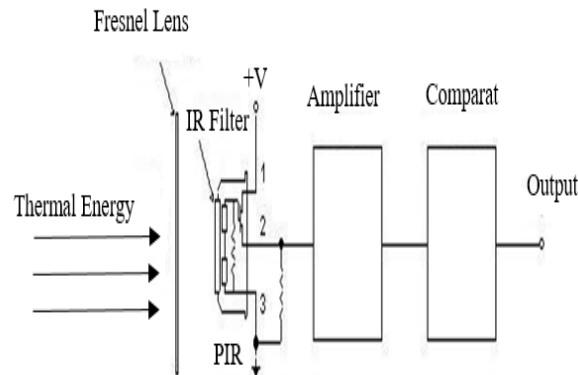 Fresnel Lens
+V
Amplifier
Comparat
IR Filter
1
Thermal Energy
2
Output
3
PIR